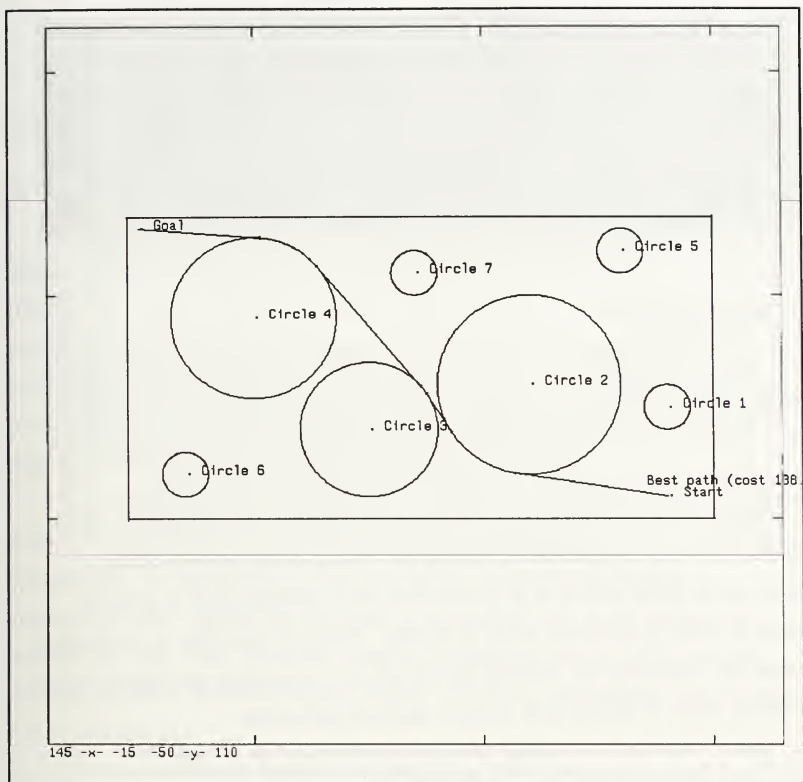 Goal
Circle 5
Circle 7
Circle 4
Circle 2
Circle 1
Circle 3
Circle 6
Best path (cost 138.
Start
145 -x- -15 -50 -y- 110